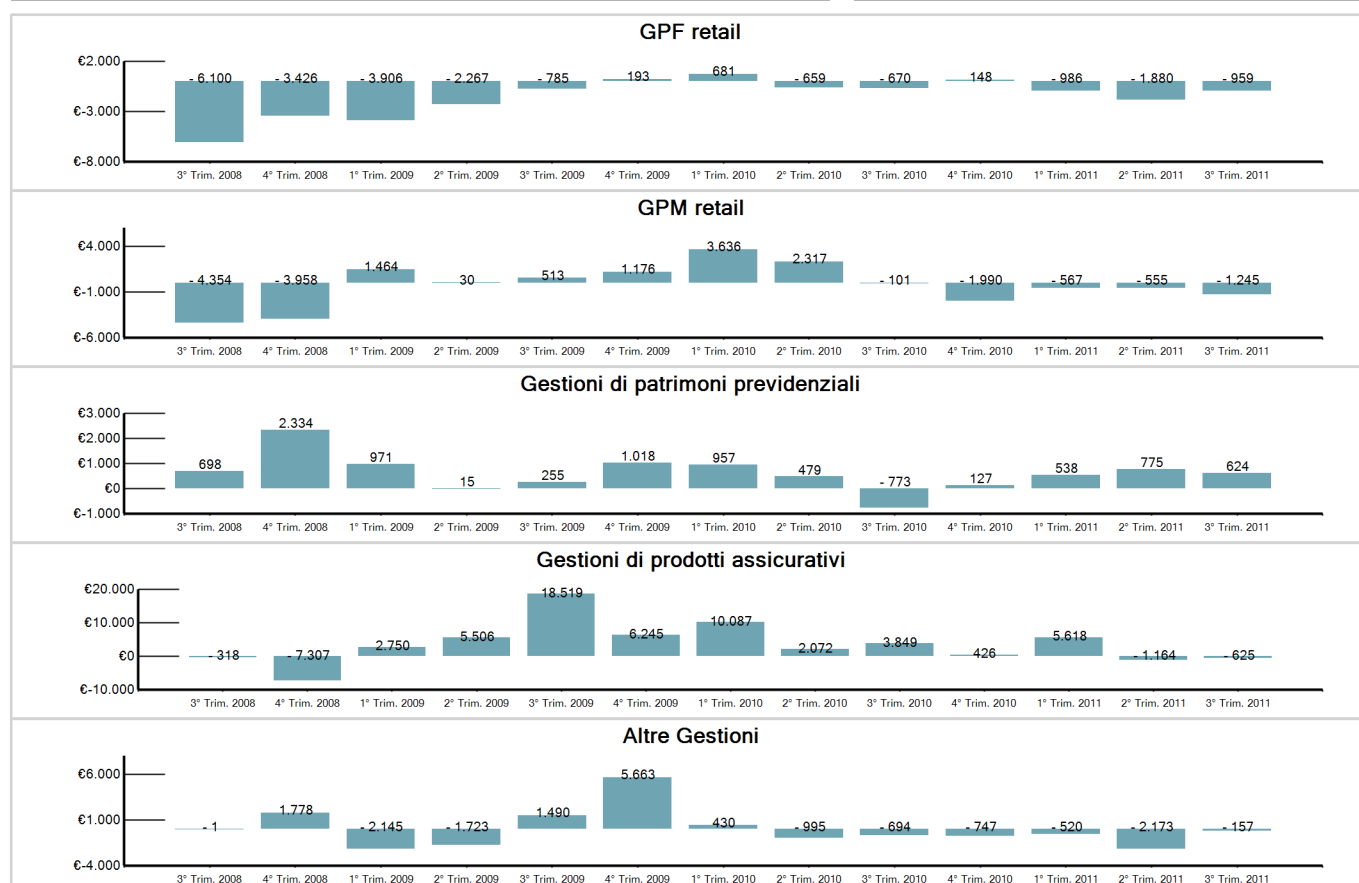 GPF retail
€2.000
€-3.000
€-8.000
- 6.100 - 3.426 - 3.906 - 2.267 - 785 193 681 - 659 - 670 148 - 986 - 1.880 - 959
3° Trim. 2008 4° Trim. 2008 1° Trim. 2009 2° Trim. 2009 3° Trim. 2009 4° Trim. 2009 1° Trim. 2010 2° Trim. 2010 3° Trim. 2010 4° Trim. 2010 1° Trim. 2011 2° Trim. 2011 3° Trim. 2011
GPM retail
€4.000
€-1.000
€-6.000
- 4.354 - 3.958 1.464 30 513 1.176 3.636 2.317 - 101 - 1.990 - 567 - 555 - 1.245
3° Trim. 2008 4° Trim. 2008 1° Trim. 2009 2° Trim. 2009 3° Trim. 2009 4° Trim. 2009 1° Trim. 2010 2° Trim. 2010 3° Trim. 2010 4° Trim. 2010 1° Trim. 2011 2° Trim. 2011 3° Trim. 2011
Gestioni di patrimoni previdenziali
€3.000
€2.000
€1.000
€0
€-1.000
698 2.334 971 15 255 1.018 957 479 - 773 127 538 775 624
3° Trim. 2008 4° Trim. 2008 1° Trim. 2009 2° Trim. 2009 3° Trim. 2009 4° Trim. 2009 1° Trim. 2010 2° Trim. 2010 3° Trim. 2010 4° Trim. 2010 1° Trim. 2011 2° Trim. 2011 3° Trim. 2011
Gestioni di prodotti assicurativi
€20.000
€10.000
€0
€-10.000
- 318 - 7.307 2.750 5.506 18.519 6.245 10.087 2.072 3.849 426 5.618 - 1.164 - 625
3° Trim. 2008 4° Trim. 2008 1° Trim. 2009 2° Trim. 2009 3° Trim. 2009 4° Trim. 2009 1° Trim. 2010 2° Trim. 2010 3° Trim. 2010 4° Trim. 2010 1° Trim. 2011 2° Trim. 2011 3° Trim. 2011
Altre Gestioni
€6.000
€1.000
€-4.000
- 1 1.778 - 2.145 - 1.723 1.490 5.663 430 - 995 - 694 - 747 - 520 - 2.173 - 157
3° Trim. 2008 4° Trim. 2008 1° Trim. 2009 2° Trim. 2009 3° Trim. 2009 4° Trim. 2009 1° Trim. 2010 2° Trim. 2010 3° Trim. 2010 4° Trim. 2010 1° Trim. 2011 2° Trim. 2011 3° Trim. 2011